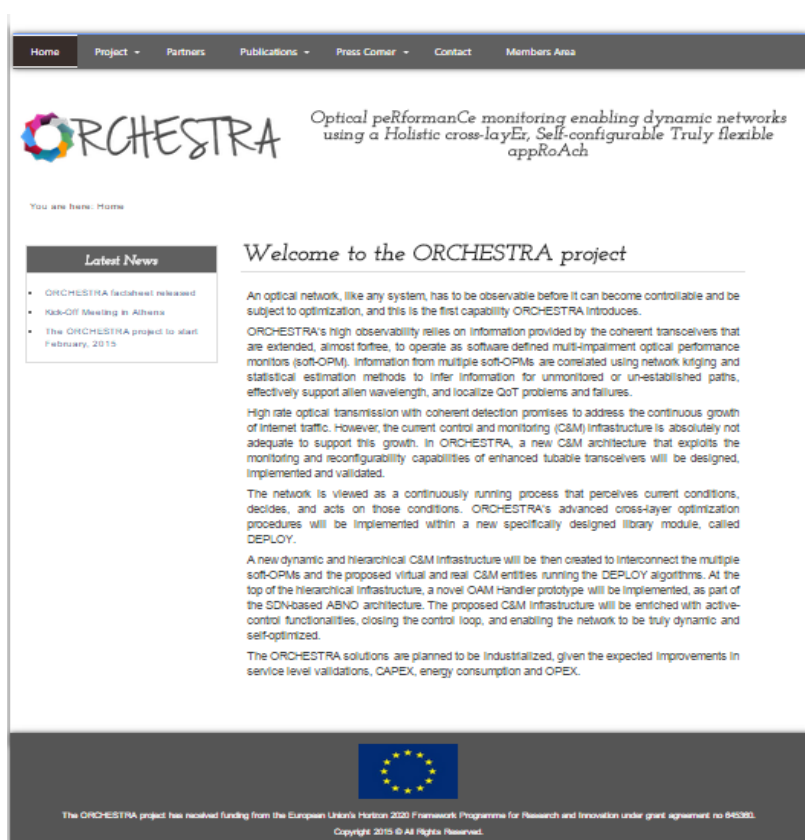 Home Project Partners Publications Press Corner Contact Members Area
ORCHESTRA
Optical peRformanCe monitoring enabling dynamic networks
using a Holistic cross-layEr, Self-configurable Truly flexible
appRoAch
You are here: Home
Latest News
ORCHESTRA factsheet released
Kick-Off Meeting in Athens
The ORCHESTRA project to start
February, 2015
Welcome to the ORCHESTRA project
An optical network, like any system, has to be observable before it can become controllable and be
subject to optimization, and this is the first capability ORCHESTRA introduces.
ORCHESTRA's high observability relies on information provided by the coherent transceivers that
are extended, almost forfree, to operate as software defined multi-impairment optical performance
monitors (soft-OPM). Information from multiple soft-OPMs are correlated using network kriging and
statistical estimation methods to infer information for unmonitored or un-established paths,
effectively support alien wavelength, and localize QoT problems and failures.
High rate optical transmission with coherent detection promises to address the continuous growth
of Internet traffic. However, the current control and monitoring (C&M) infrastructure is absolutely not
adequate to support this growth. In ORCHESTRA, a new C&M architecture that exploits the
monitoring and reconfigurability capabilities of enhanced tubable transceivers will be designed,
implemented and validated.
The network is viewed as a continuously running process that perceives current conditions,
decides, and acts on those conditions. ORCHESTRA's advanced cross-layer optimization
procedures will be implemented within a new specifically designed library module, called
DEPLOY.
A new dynamic and hierarchical C&M infrastructure will be then created to interconnect the multiple
soft-OPMs and the proposed virtual and real C&M entities running the DEPLOY algorithms. At the
top of the hierarchical infrastructure, a novel OAM Handler prototype will be implemented, as part of
the SDN-based ABNO architecture. The proposed C&M infrastructure will be enriched with active-
control functionalities, closing the control loop, and enabling the network to be truly dynamic and
self-optimized.
The ORCHESTRA solutions are planned to be industrialized, given the expected improvements in
service level validations, CAPEX, energy consumption and OPEX.
The ORCHESTRA project has received funding from the European Union's Horizon 2020 Framework Programme for Research and Innovation under grant agreement no 645360.
Copyright 2015 © All Rights Reserved.